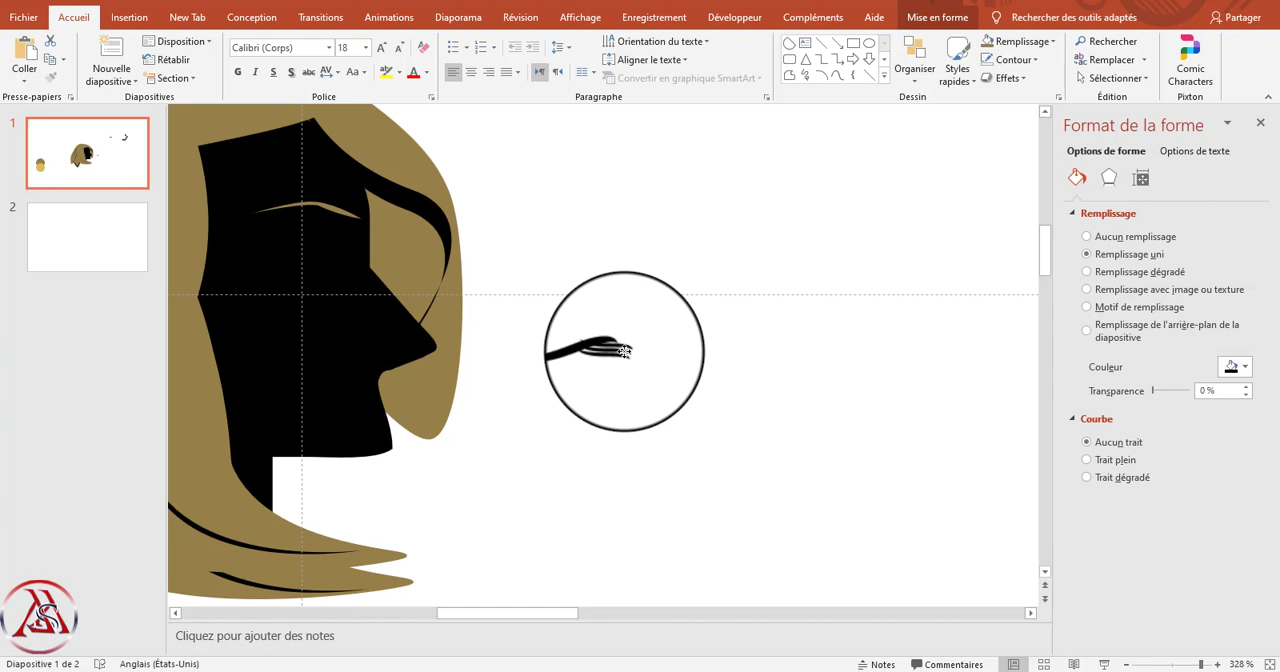 Fichier Accueil Insertion New Tab Conception Transitions Animations Diaporama Révision Affichage Enregistrement Développeur Compléments Aide Mise en forme Rechercher des outils adaptés Partager
Coller
Presse-papiers
Nouvelle diapositive
Disposition
Rétablir
Section
Diapositives
Calibri (Corps) 18
G I S S abc AV Aa
Police
Orientation du texte
Aligner le texte
Convertir en graphique SmartArt
Paragraphe
Organiser
Styles rapides
Remplissage
Contour
Effets
Dessin
Rechercher
Remplacer
Sélectionner
Édition
Comic Characters
Pixton
1
2
Format de la forme
Options de forme Options de texte
Remplissage
Aucun remplissage
Remplissage uni
Remplissage dégradé
Remplissage avec image ou texture
Motif de remplissage
Remplissage de l'arrière-plan de la
diapositive
Couleur
Transparence 0 %
Courbe
Aucun trait
Trait plein
Trait dégradé
Cliquez pour ajouter des notes
Diapositive 1 de 2 Anglais (États-Unis) Notes Commentaires 328 %